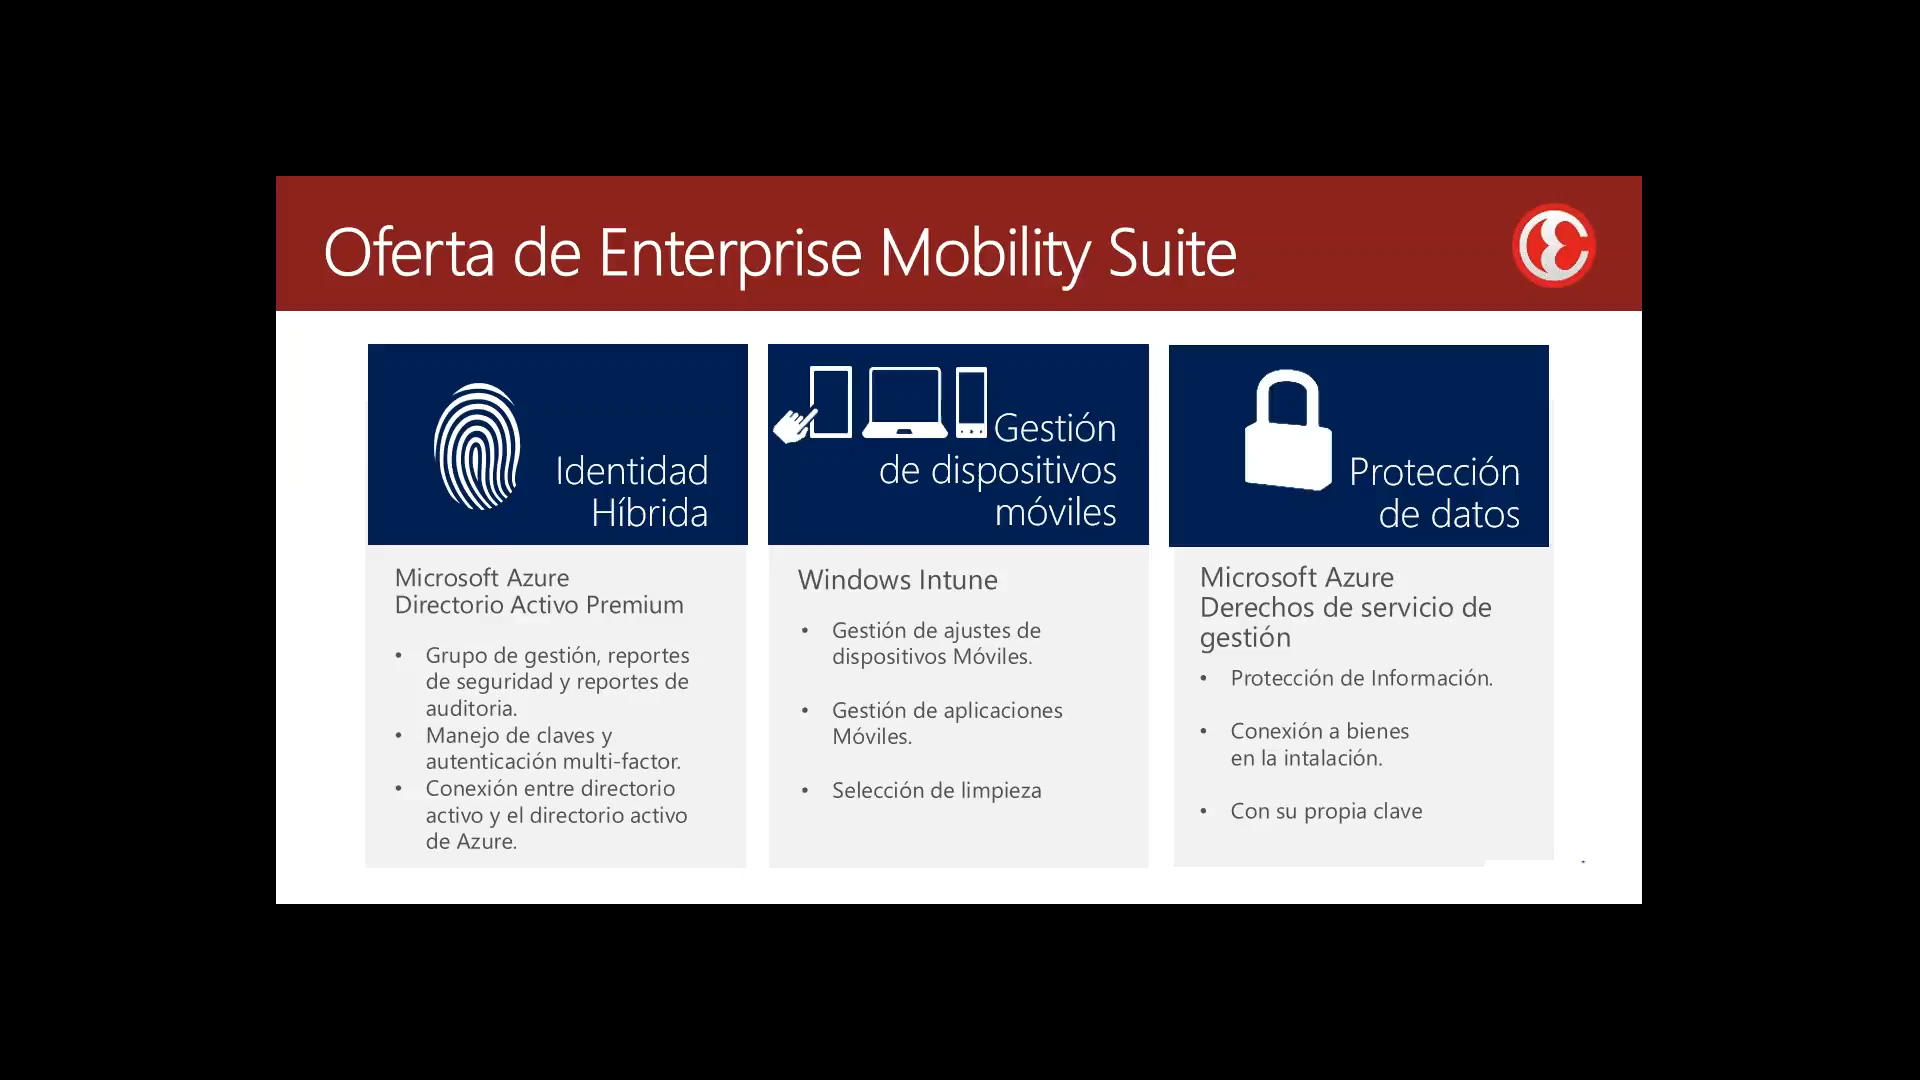 Oferta de Enterprise Mobility Suite
Identidad
Híbrida
Microsoft Azure
Directorio Activo Premium
• Grupo de gestión, reportes
de seguridad y reportes de
auditoria.
• Manejo de claves y
autenticación multi-factor.
• Conexión entre directorio
activo y el directorio activo
de Azure.
Gestión
de dispositivos
móviles
Windows Intune
• Gestión de ajustes de
dispositivos Móviles.
• Gestión de aplicaciones
Móviles.
• Selección de limpieza
Protección
de datos
Microsoft Azure
Derechos de servicio de
gestión
• Protección de Información.
• Conexión a bienes
en la intalación.
• Con su propia clave